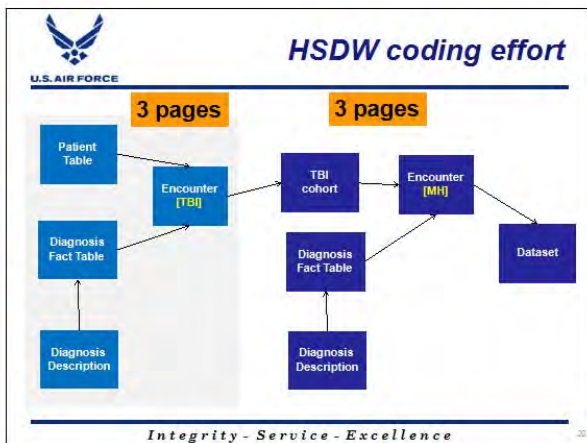 HSDW coding effort
U.S. AIR FORCE
3 pages
3 pages
Patient
Table
Encounter
[TBI]
Diagnosis
Fact Table
Diagnosis
Description
TBI
cohort
Encounter
[MH]
Diagnosis
Fact Table
Diagnosis
Description
Dataset
Integrity - Service - Excellence